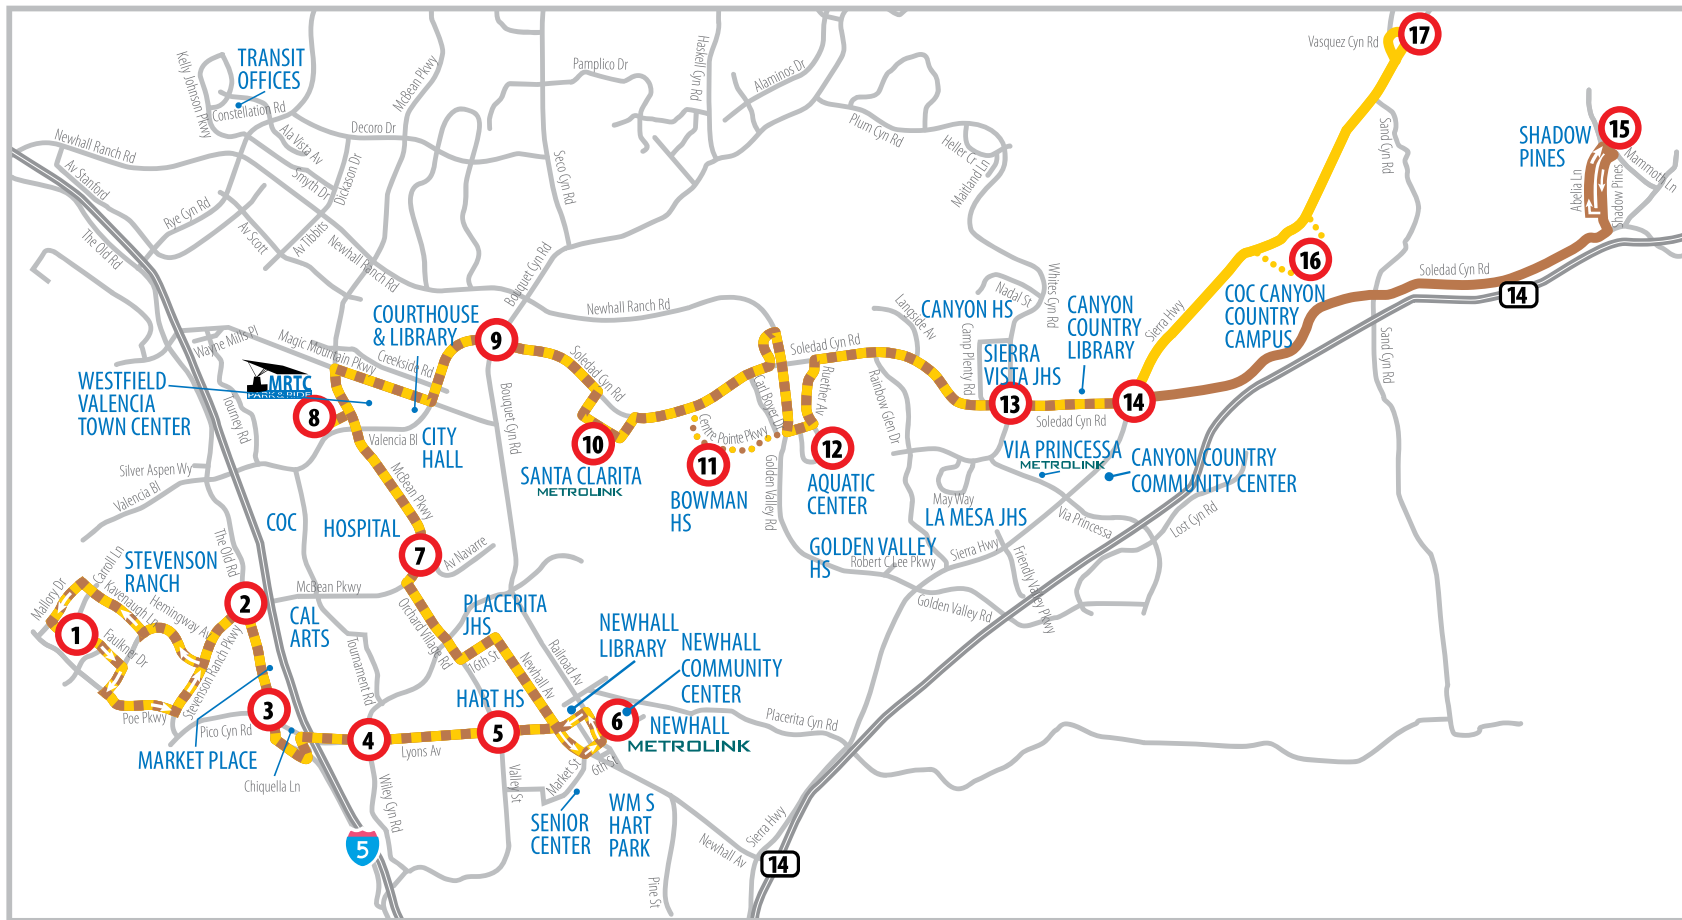 17
Vasquez Cyn Rd
Kelly Johnson Pkwy
TRANSIT
OFFICES
Constellation Rd
McBean Pkwy
Pamplico Dr
Haskell Cyn Rd
Alaminos Dr
Plum Cyn Rd
Heller Cr
Maitland Ln
Sand Cyn Rd
SHADOW
PINES
15
Mammoth Ln
Abelia Ln
Shadow Pines
Newhall Ranch Rd
Av Stanford
The Old Rd
Rye Cyn Rd
Decoro Dr
Ala Vista Av
Smyth Dr
Dickason Dr
Av Scott
Av Tibbits
Newhall Ranch Rd
Seco Cyn Rd
Bouquet Cyn Rd
Newhall Ranch Rd
16
COC CANYON
COUNTRY
CAMPUS
Soledad Cyn Rd
14
Sand Cyn Rd
Sierra Hwy
Whites Cyn Rd
Nadal St
CANYON HS
Camp Plenty Rd
CANYON
COUNTRY
LIBRARY
SIERRA
VISTA JHS
Langside Av
COURTHOUSE
& LIBRARY
9
Wayne Mills Pl
Magic Mountain Pkwy
Creekside Rd
MRTC
PARK & RIDE
WESTFIELD
VALENCIA
TOWN CENTER
8
Tourney Rd
Valencia Bl
CITY
HALL
Bouquet Cyn Rd
Soledad Cyn Rd
10
SANTA CLARITA
METROLINK
Centre Pointe Pkwy
11
BOWMAN
HS
Carl Boyer Dr
Ruether Av
Soledad Cyn Rd
12
AQUATIC
CENTER
Rainbow Glen Dr
Golden Valley Rd
13
Soledad Cyn Rd
14
VIA PRINCESSA
METROLINK
CANYON COUNTRY
COMMUNITY CENTER
May Way
LA MESA JHS
Via Princessa
Lost Cyn Rd
Sierra Hwy
GOLDEN VALLEY
HS
Robert C Lee Pkwy
Friendly Valley Pkwy
Golden Valley Rd
Silver Aspen Wy
Valencia Bl
COC
HOSPITAL
McBean Pkwy
7
Av Navarre
The Old Rd
STEVENSON
RANCH
Mallory Dr
Carroll Ln
Kavenaugh Ln
Hemingway Av
1
Faulkner Dr
Poe Pkwy
Stevenson Ranch Pkwy
2
McBean Pkwy
CAL
ARTS
Tournament Rd
Orchard Village Rd
PLACERITA
JHS
16th St
Newhall Av
Railroad Av
NEWHALL
LIBRARY
NEWHALL
COMMUNITY
CENTER
HART HS
3
Pico Cyn Rd
MARKET PLACE
Chiquella Ln
4
Lyons Av
5
6
NEWHALL
METROLINK
Placerita Cyn Rd
Wiley Cyn Rd
Valley St
Market St
6th St
SENIOR
CENTER
WM S
HART
PARK
Pine St
Newhall Av
Sierra Hwy
14
5